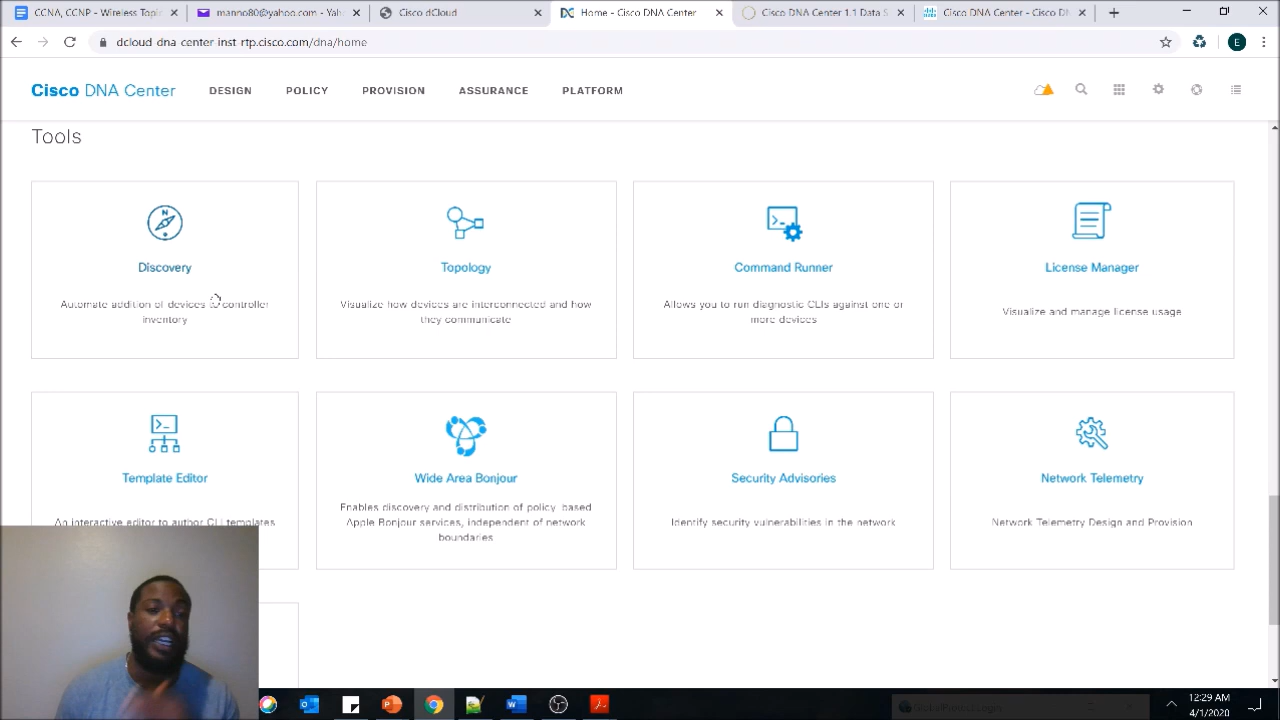 CCNA, CCNP - Wireless Topic
manno80@yahoo.com - Yah
Cisco dCloud
Home - Cisco DNA Center
Cisco DNA Center 1.1 Data S
Cisco DNA Center - Cisco DN
dcloud-dna-center-inst-rtp.cisco.com/dna/home
E
Cisco DNA Center
DESIGN
POLICY
PROVISION
ASSURANCE
PLATFORM
Tools
Discovery
Automate addition of devices to controller
inventory
Topology
Visualize how devices are interconnected and how
they communicate
Command Runner
Allows you to run diagnostic CLIs against one or
more devices
License Manager
Visualize and manage license usage
Template Editor
An interactive editor to author CLI templates
Wide Area Bonjour
Enables discovery and distribution of policy based
Apple Bonjour services, independent of network
boundaries
Security Advisories
Identify security vulnerabilities in the network
Network Telemetry
Network Telemetry Design and Provision
GlobalProtect Login
12:29 AM
4/1/2020